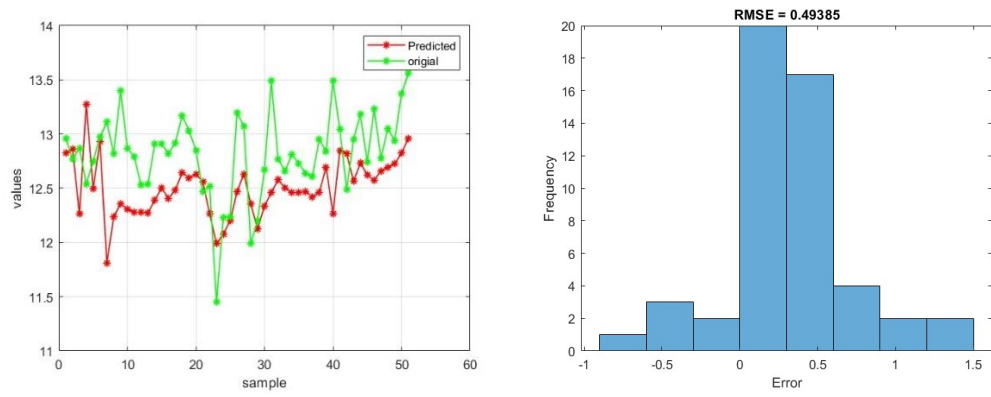 14
13.5
13
12.5
12
11.5
11
values
0 10 20 30 40 50 60
sample
Predicted
origial
RMSE = 0.49385
20
18
16
14
12
10
8
6
4
2
0
Frequency
-1 -0.5 0 0.5 1 1.5
Error